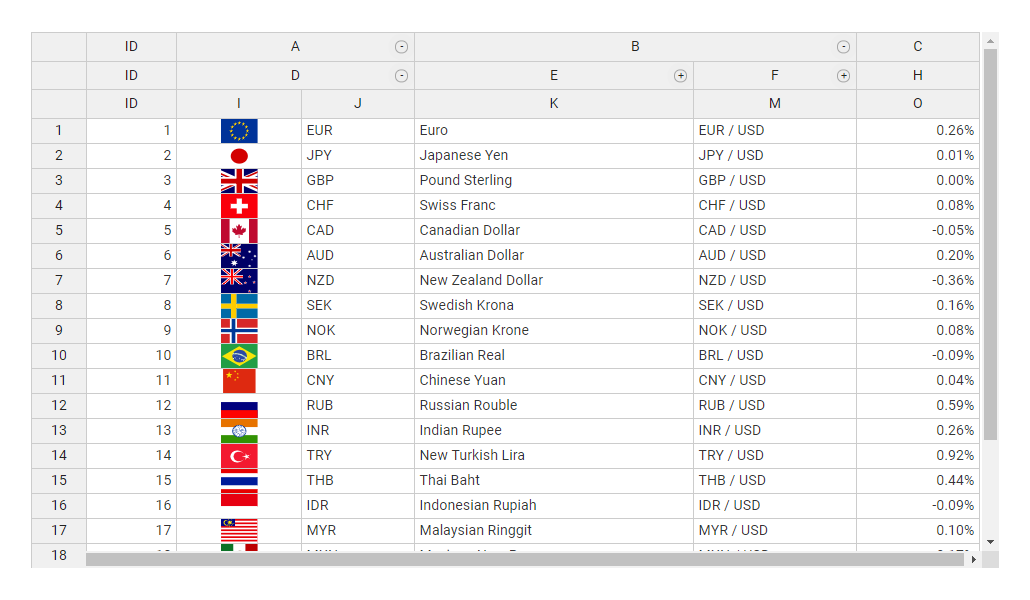 ID A - B - C
ID D - E + F + H
ID I J K M O
1 1 EUR Euro EUR / USD 0.26%
2 2 JPY Japanese Yen JPY / USD 0.01%
3 3 GBP Pound Sterling GBP / USD 0.00%
4 4 CHF Swiss Franc CHF / USD 0.08%
5 5 CAD Canadian Dollar CAD / USD -0.05%
6 6 AUD Australian Dollar AUD / USD 0.20%
7 7 NZD New Zealand Dollar NZD / USD -0.36%
8 8 SEK Swedish Krona SEK / USD 0.16%
9 9 NOK Norwegian Krone NOK / USD 0.08%
10 10 BRL Brazilian Real BRL / USD -0.09%
11 11 CNY Chinese Yuan CNY / USD 0.04%
12 12 RUB Russian Rouble RUB / USD 0.59%
13 13 INR Indian Rupee INR / USD 0.26%
14 14 TRY New Turkish Lira TRY / USD 0.92%
15 15 THB Thai Baht THB / USD 0.44%
16 16 IDR Indonesian Rupiah IDR / USD -0.09%
17 17 MYR Malaysian Ringgit MYR / USD 0.10%
18